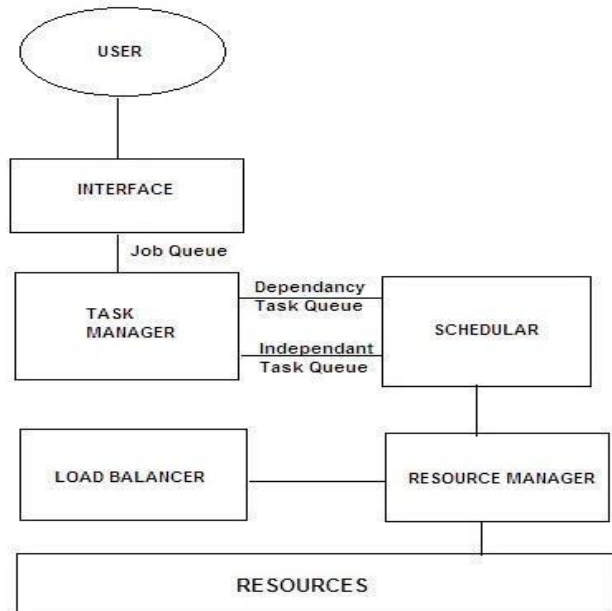 USER
INTERFACE
Job Queue
TASK
MANAGER
Dependancy
Task Queue
Independant
Task Queue
SCHEDULAR
LOAD BALANCER
RESOURCE MANAGER
RESOURCES